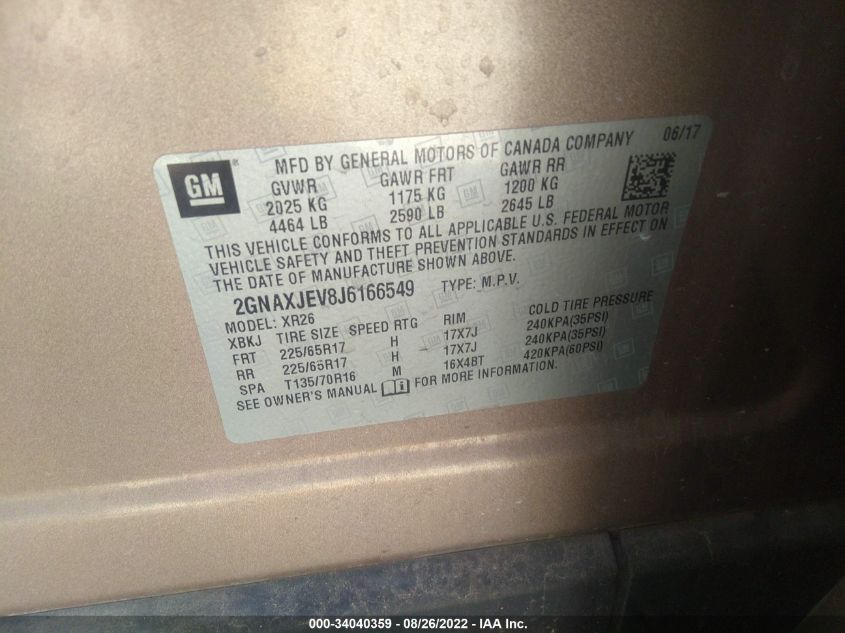 GM ®
MFD BY GENERAL MOTORS OF CANADA COMPANY 06/17
GVWR GAWR FRT GAWR RR
2025 KG 1175 KG 1200 KG
4464 LB 2590 LB 2645 LB
THIS VEHICLE CONFORMS TO ALL APPLICABLE U.S. FEDERAL MOTOR
VEHICLE SAFETY AND THEFT PREVENTION STANDARDS IN EFFECT ON
THE DATE OF MANUFACTURE SHOWN ABOVE.
2GNAXJEV8J6166549 TYPE: M.P.V.
MODEL: XR26
XBKJ TIRE SIZE SPEED RTG RIM COLD TIRE PRESSURE
FRT 225/65R17 H 17X7J 240KPA(35PSI)
RR 225/65R17 H 17X7J 240KPA(35PSI)
SPA T135/70R16 M 16X4BT 420KPA(60PSI)
SEE OWNER'S MANUAL FOR MORE INFORMATION.
000-34040359 - 08/26/2022 - IAA Inc.